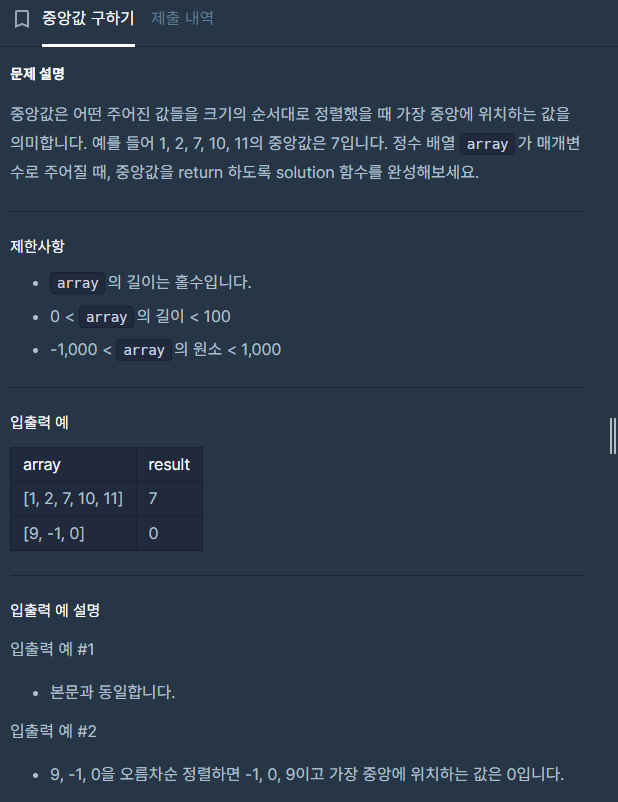 중앙값 구하기 제출 내역
문제 설명
중앙값은 어떤 주어진 값들을 크기의 순서대로 정렬했을 때 가장 중앙에 위치하는 값을
의미합니다. 예를 들어 1, 2, 7, 10, 11의 중앙값은 7입니다. 정수 배열 array 가 매개변
수로 주어질 때, 중앙값을 return 하도록 solution 함수를 완성해보세요.
제한사항
• array 의 길이는 홀수입니다.
• 0 < array 의 길이 < 100
• -1,000 < array 의 원소 < 1,000
입출력 예
array result
[1, 2, 7, 10, 11] 7
[9, -1, 0] 0
입출력 예 설명
입출력 예 #1
• 본문과 동일합니다.
입출력 예 #2
• 9, -1, 0을 오름차순 정렬하면 -1, 0, 9이고 가장 중앙에 위치하는 값은 0입니다.